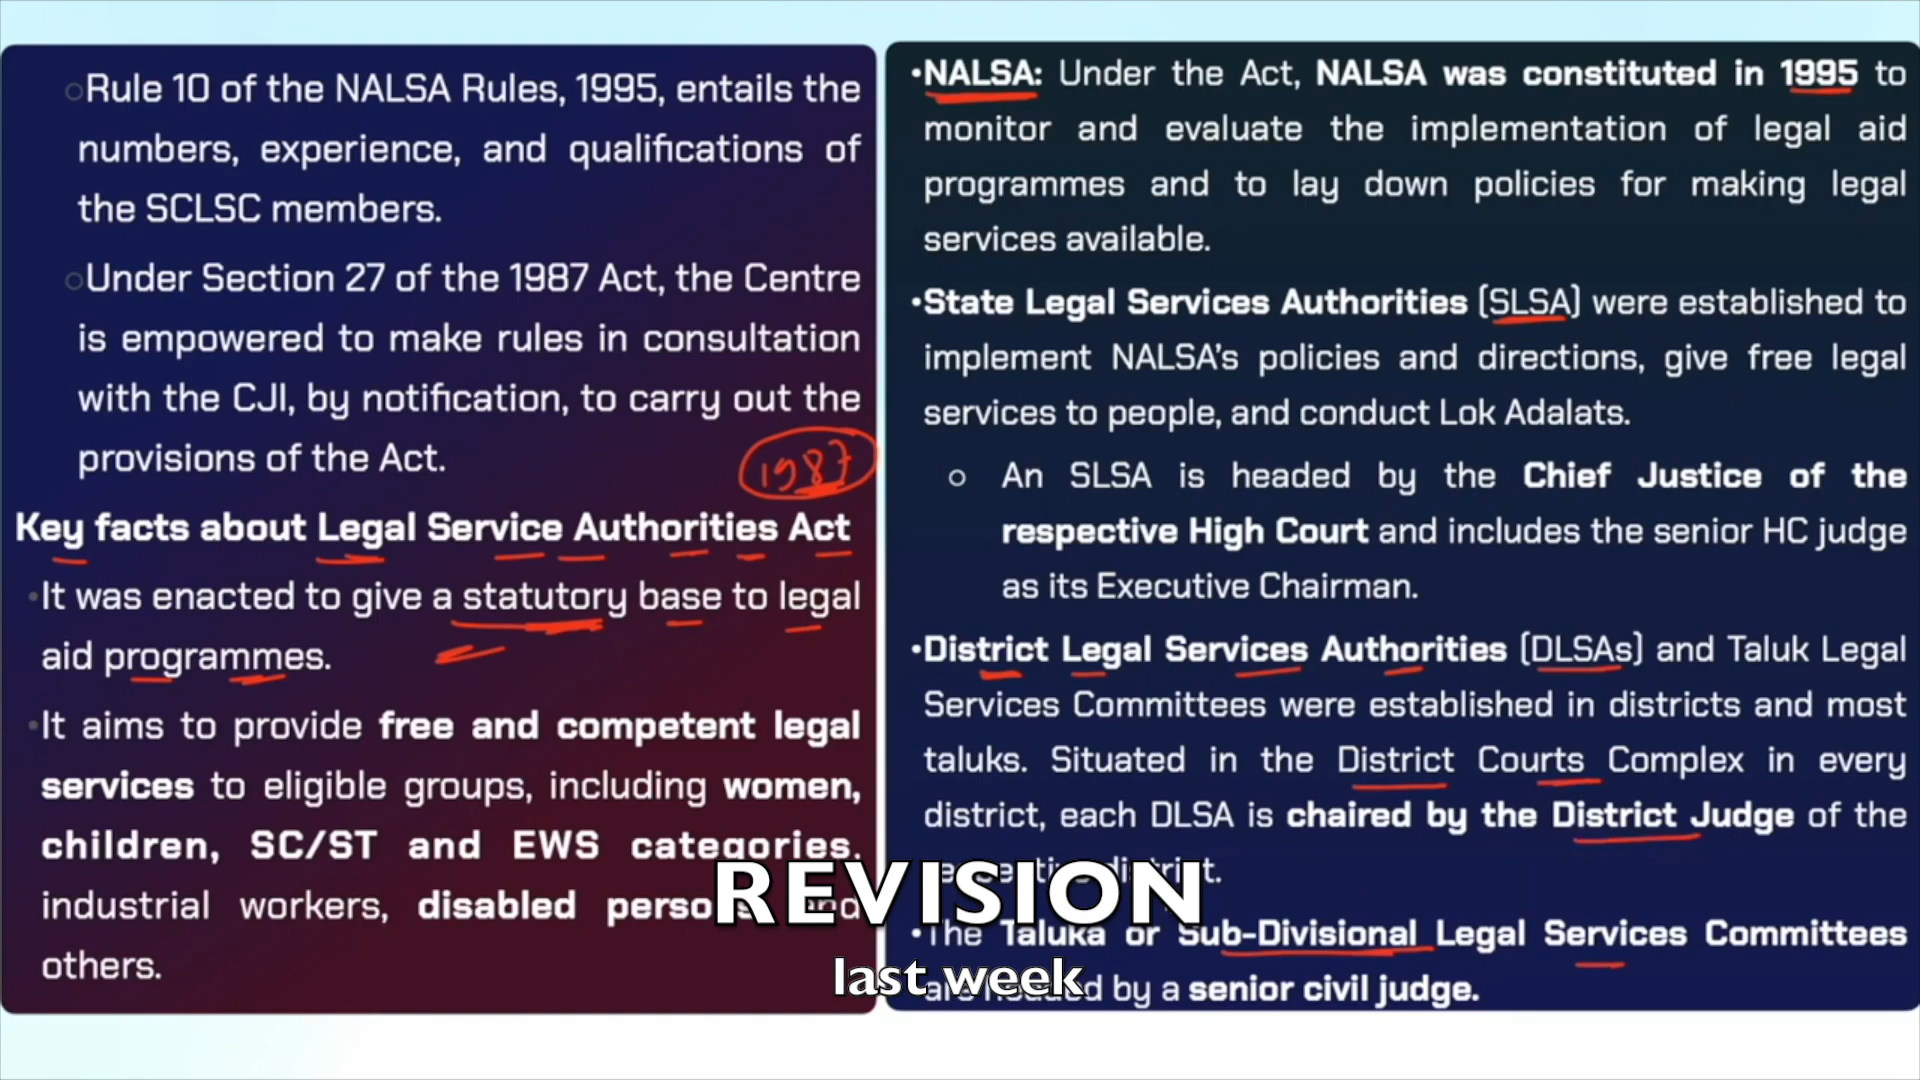 ○Rule 10 of the NALSA Rules, 1995, entails the
numbers, experience, and qualifications of
the SCLSC members.
○Under Section 27 of the 1987 Act, the Centre
is empowered to make rules in consultation
with the CJI, by notification, to carry out the
provisions of the Act.
1987
Key facts about Legal Service Authorities Act
•It was enacted to give a statutory base to legal
aid programmes.
•It aims to provide free and competent legal
services to eligible groups, including women,
children, SC/ST and EWS categories,
industrial workers, disabled persons and
others.
•NALSA: Under the Act, NALSA was constituted in 1995 to
monitor and evaluate the implementation of legal aid
programmes and to lay down policies for making legal
services available.
•State Legal Services Authorities (SLSA) were established to
implement NALSA's policies and directions, give free legal
services to people, and conduct Lok Adalats.
○ An SLSA is headed by the Chief Justice of the
respective High Court and includes the senior HC judge
as its Executive Chairman.
•District Legal Services Authorities (DLSAs) and Taluk Legal
Services Committees were established in districts and most
taluks. Situated in the District Courts Complex in every
district, each DLSA is chaired by the District Judge of the
respective district.
•The Taluka or Sub-Divisional Legal Services Committees
are headed by a senior civil judge.
REVISION
last week